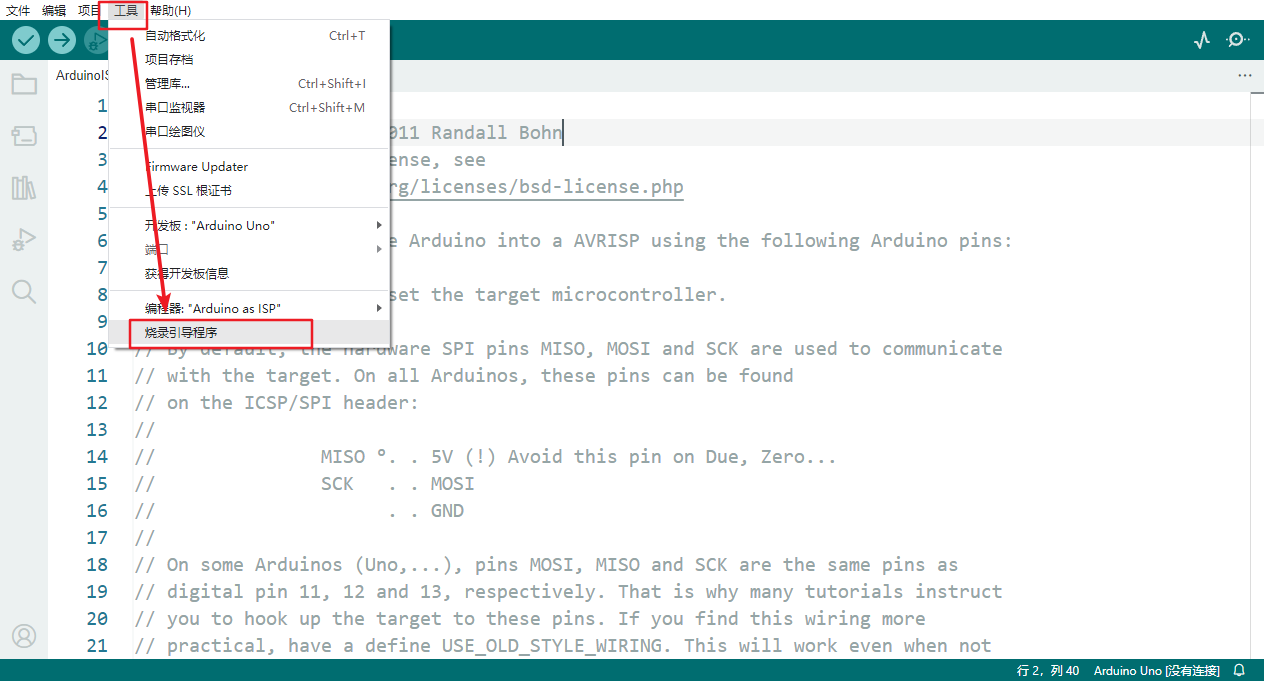 文件 编辑 项目 工具 帮助(H)
ArduinoIS
自动格式化 Ctrl+T
项目存档
管理库... Ctrl+Shift+I
串口监视器 Ctrl+Shift+M
串口绘图仪
Firmware Updater
上传 SSL 根证书
开发板 : "Arduino Uno"
端口
获得开发板信息
编程器: "Arduino as ISP"
烧录引导程序
1
2 011 Randall Bohn
3 ense, see
4 rg/licenses/bsd-license.php
5
6 e Arduino into a AVRISP using the following Arduino pins:
7
8 set the target microcontroller.
9
10 // By default, the hardware SPI pins MISO, MOSI and SCK are used to communicate
11 // with the target. On all Arduinos, these pins can be found
12 // on the ICSP/SPI header:
13 //
14 // MISO °. . 5V (!) Avoid this pin on Due, Zero...
15 // SCK . . MOSI
16 // . . GND
17 //
18 // On some Arduinos (Uno,...), pins MOSI, MISO and SCK are the same pins as
19 // digital pin 11, 12 and 13, respectively. That is why many tutorials instruct
20 // you to hook up the target to these pins. If you find this wiring more
21 // practical, have a define USE_OLD_STYLE_WIRING. This will work even when not
行 2，列 40 Arduino Uno [没有连接]